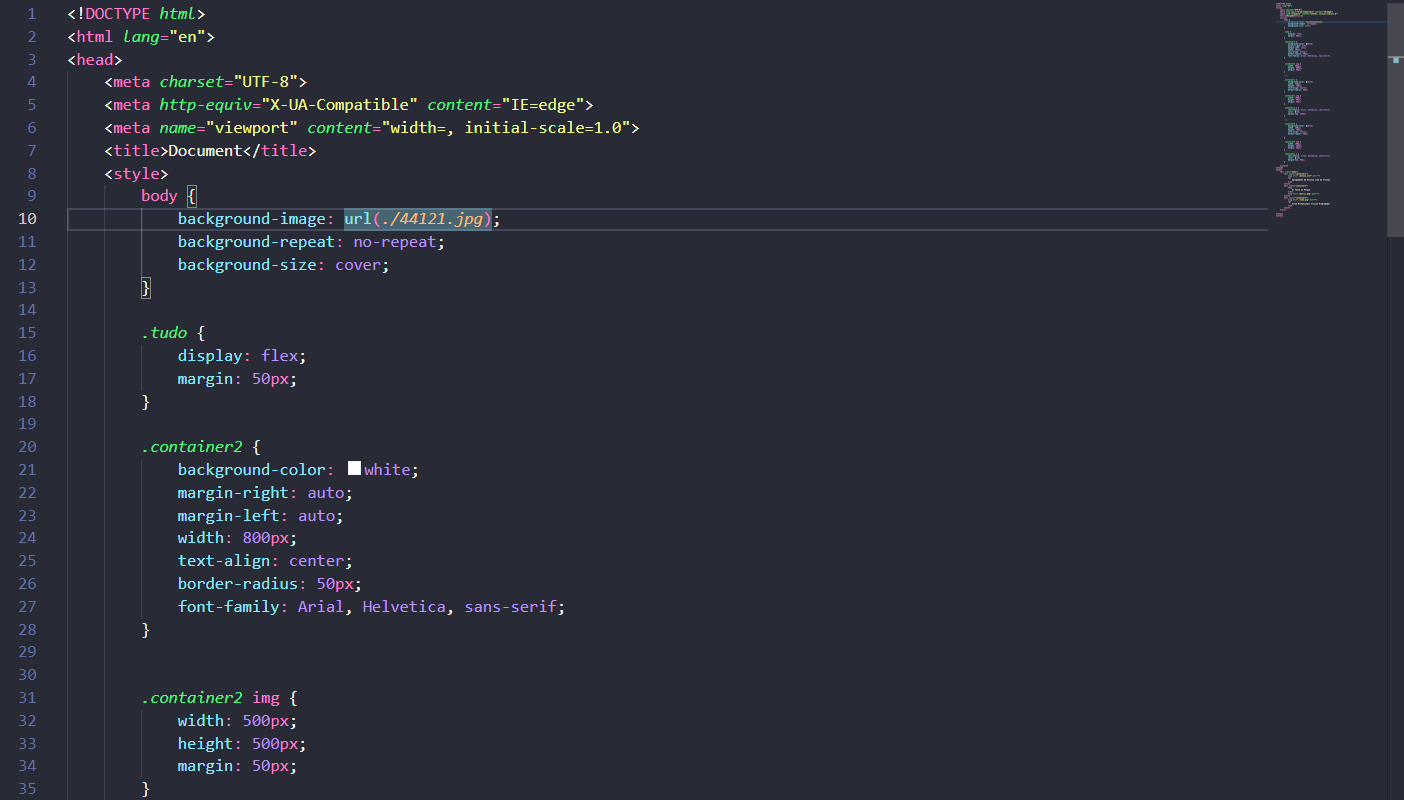 1 <!DOCTYPE html>
2 <html lang="en">
3 <head>
4 <meta charset="UTF-8">
5 <meta http-equiv="X-UA-Compatible" content="IE=edge">
6 <meta name="viewport" content="width=, initial-scale=1.0">
7 <title>Document</title>
8 <style>
9 body {
10 background-image: url(./44121.jpg);
11 background-repeat: no-repeat;
12 background-size: cover;
13 }
14
15 .tudo {
16 display: flex;
17 margin: 50px;
18 }
19
20 .container2 {
21 background-color: white;
22 margin-right: auto;
23 margin-left: auto;
24 width: 800px;
25 text-align: center;
26 border-radius: 50px;
27 font-family: Arial, Helvetica, sans-serif;
28 }
29
30
31 .container2 img {
32 width: 500px;
33 height: 500px;
34 margin: 50px;
35 }